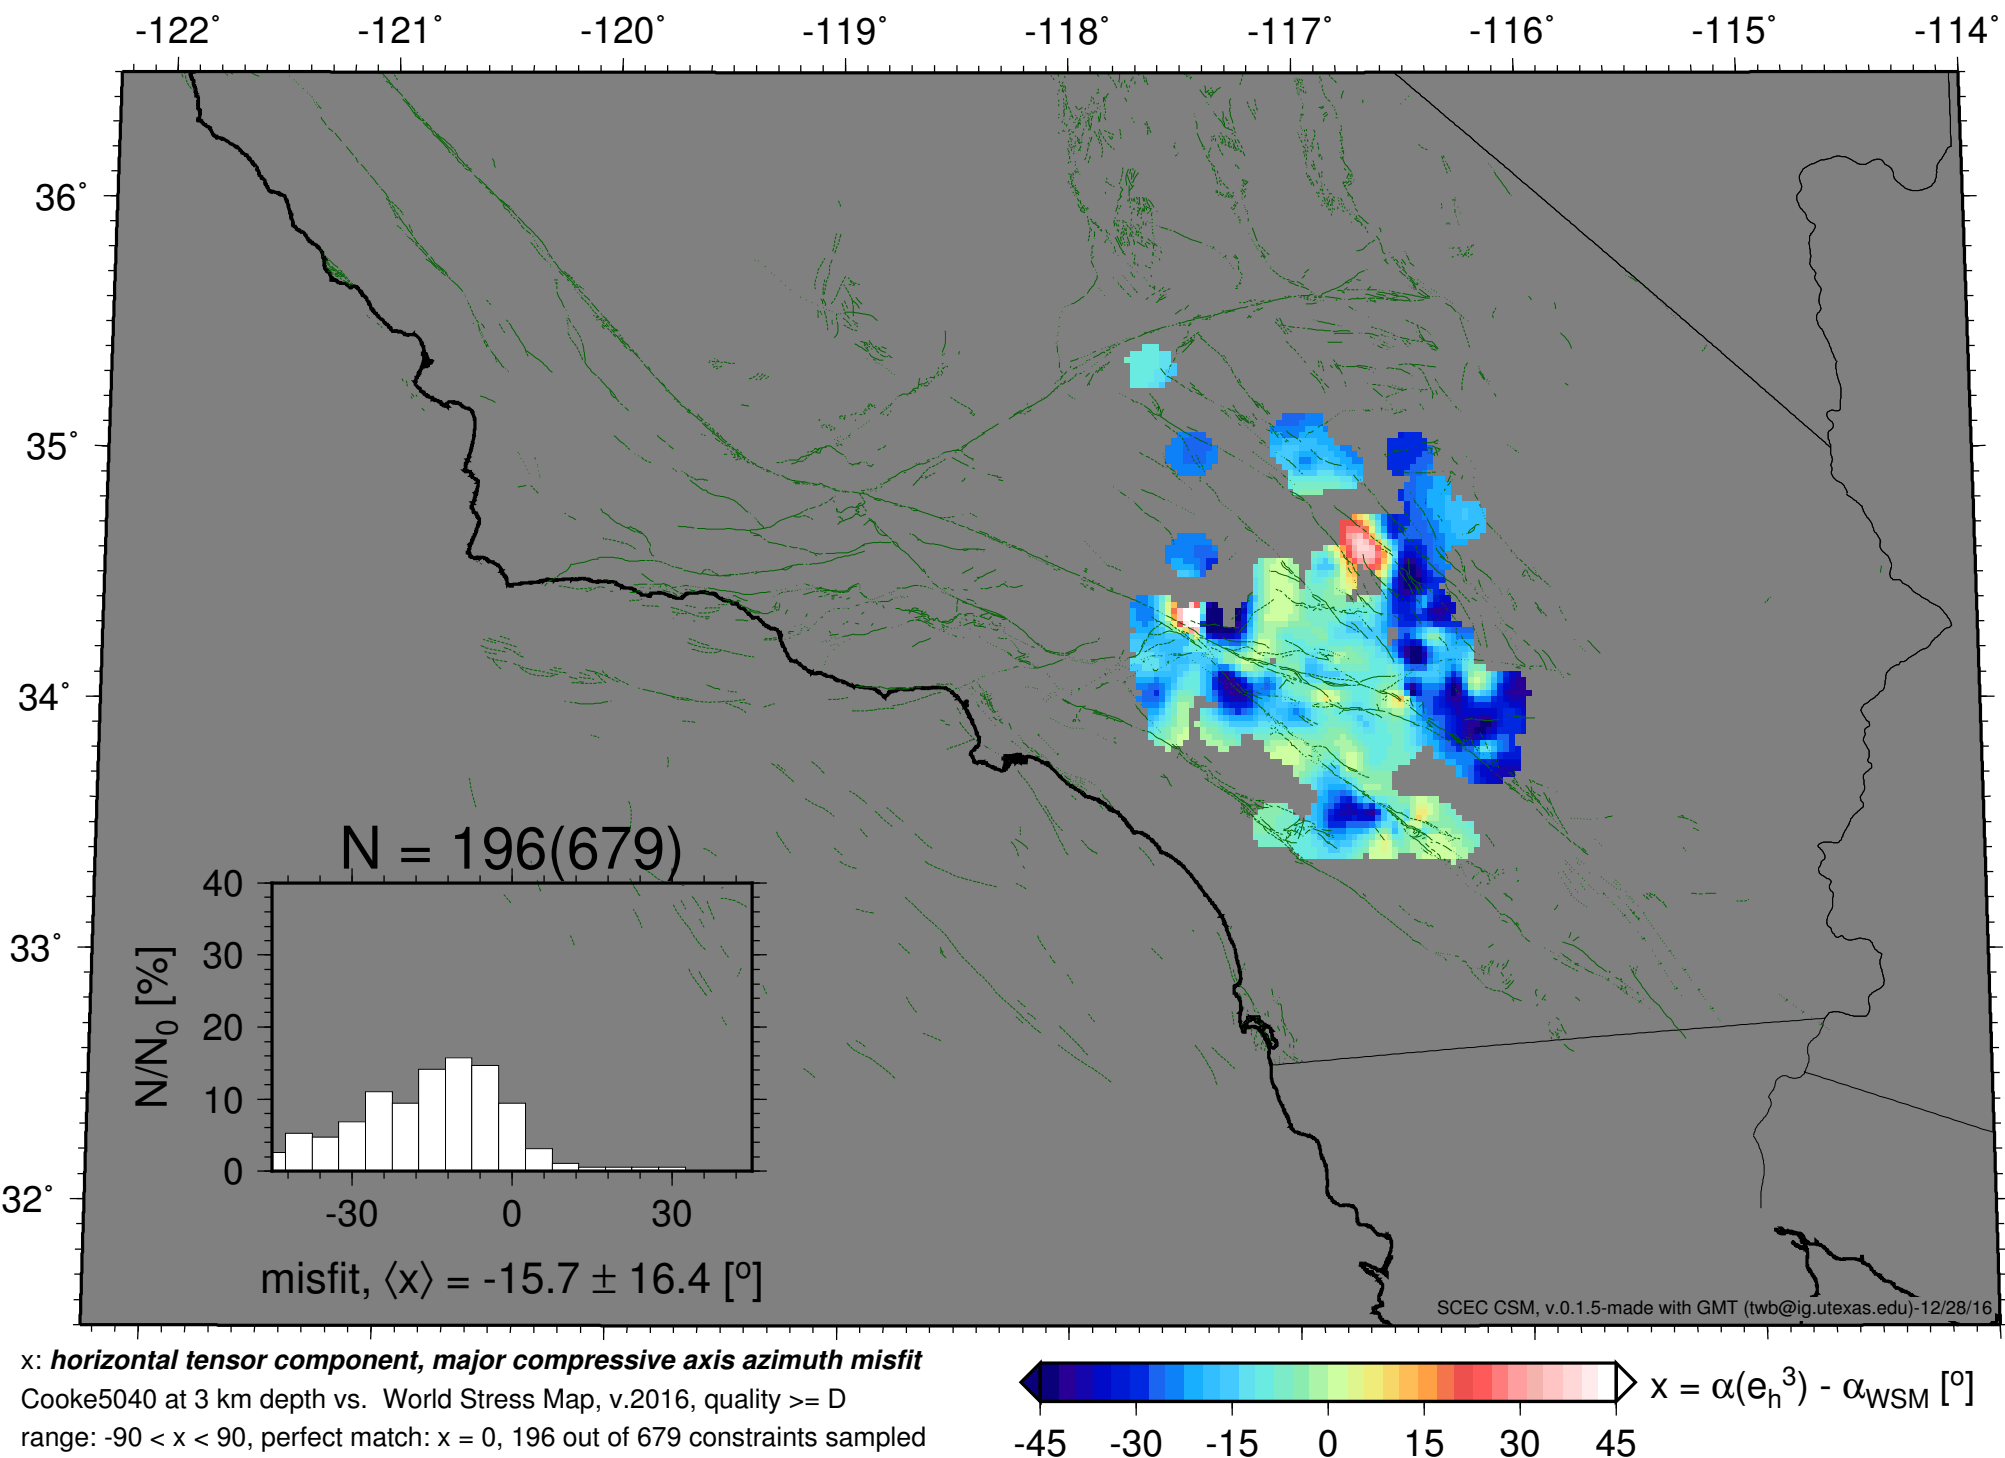 -122˚ -121˚ -120˚ -119˚ -118˚ -117˚ -116˚ -115˚ -114˚
36˚
35˚
34˚
33˚
32˚
N = 196(679)
40
30
20
10
0
N/N0 [%]
-30 0 30
misfit, ⟨x⟩ = -15.7 ± 16.4 [o]
SCEC CSM, v.0.1.5-made with GMT (twb@ig.utexas.edu)-12/28/16
x: horizontal tensor component, major compressive axis azimuth misfit
Cooke5040 at 3 km depth vs. World Stress Map, v.2016, quality >= D
range: -90 < x < 90, perfect match: x = 0, 196 out of 679 constraints sampled
x = α(eh3) - αWSM [o]
-45 -30 -15 0 15 30 45